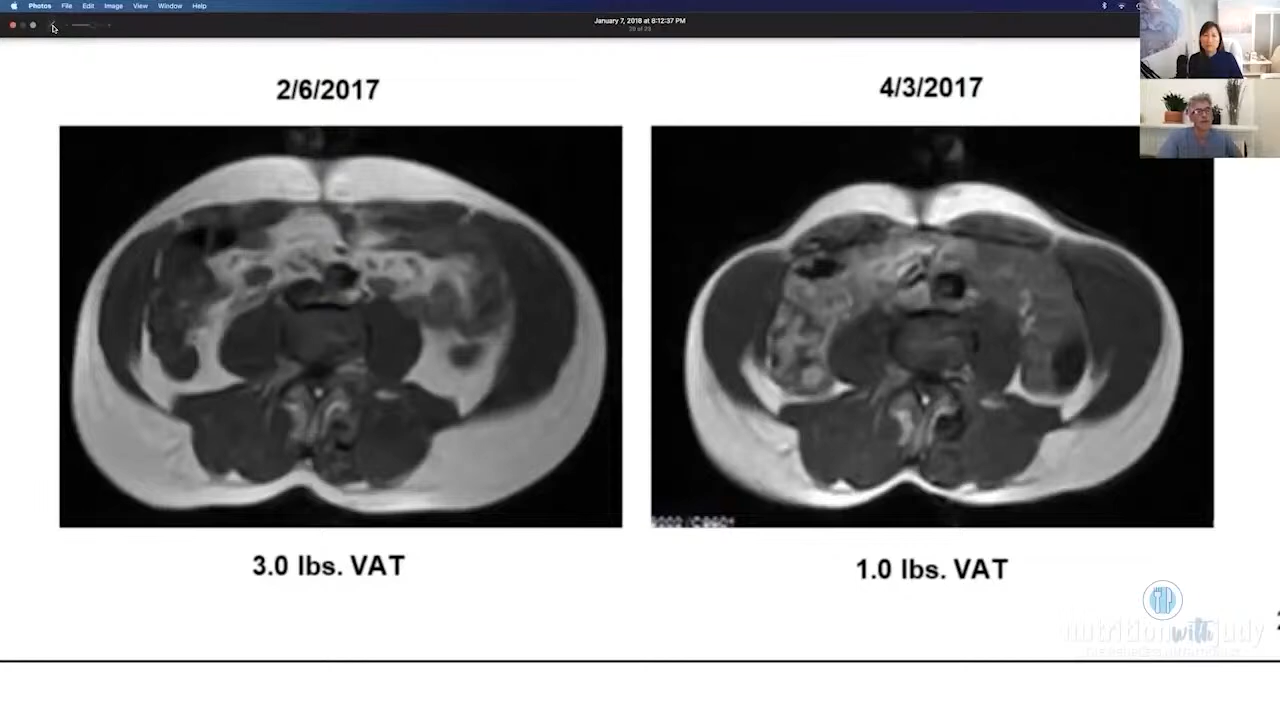 Photos File Edit Image View Window Help
January 7, 2018 at 8:12:37 PM
2/6/2017
4/3/2017
3.0 lbs. VAT
1.0 lbs. VAT
nutrition with judy